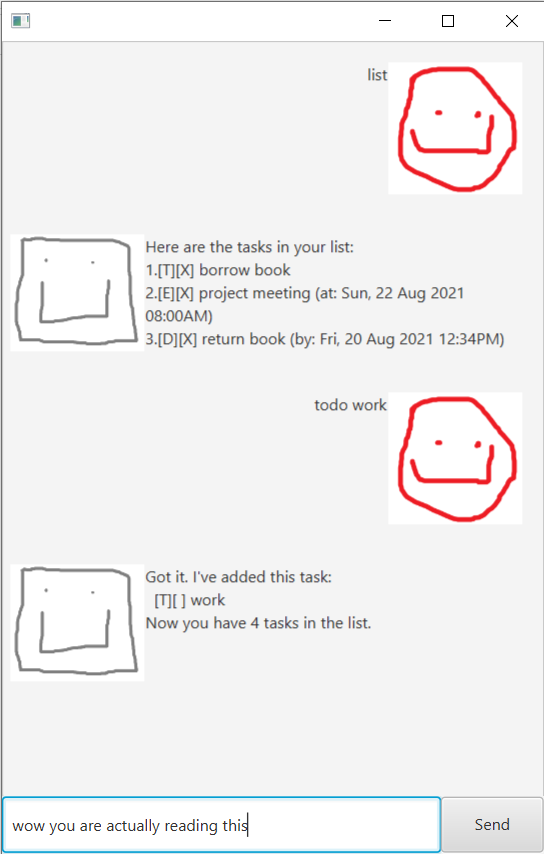 list
Here are the tasks in your list:
1.[T][X] borrow book
2.[E][X] project meeting (at: Sun, 22 Aug 2021
08:00AM)
3.[D][X] return book (by: Fri, 20 Aug 2021 12:34PM)
todo work
Got it. I've added this task:
[T][ ] work
Now you have 4 tasks in the list.
wow you are actually reading this
Send